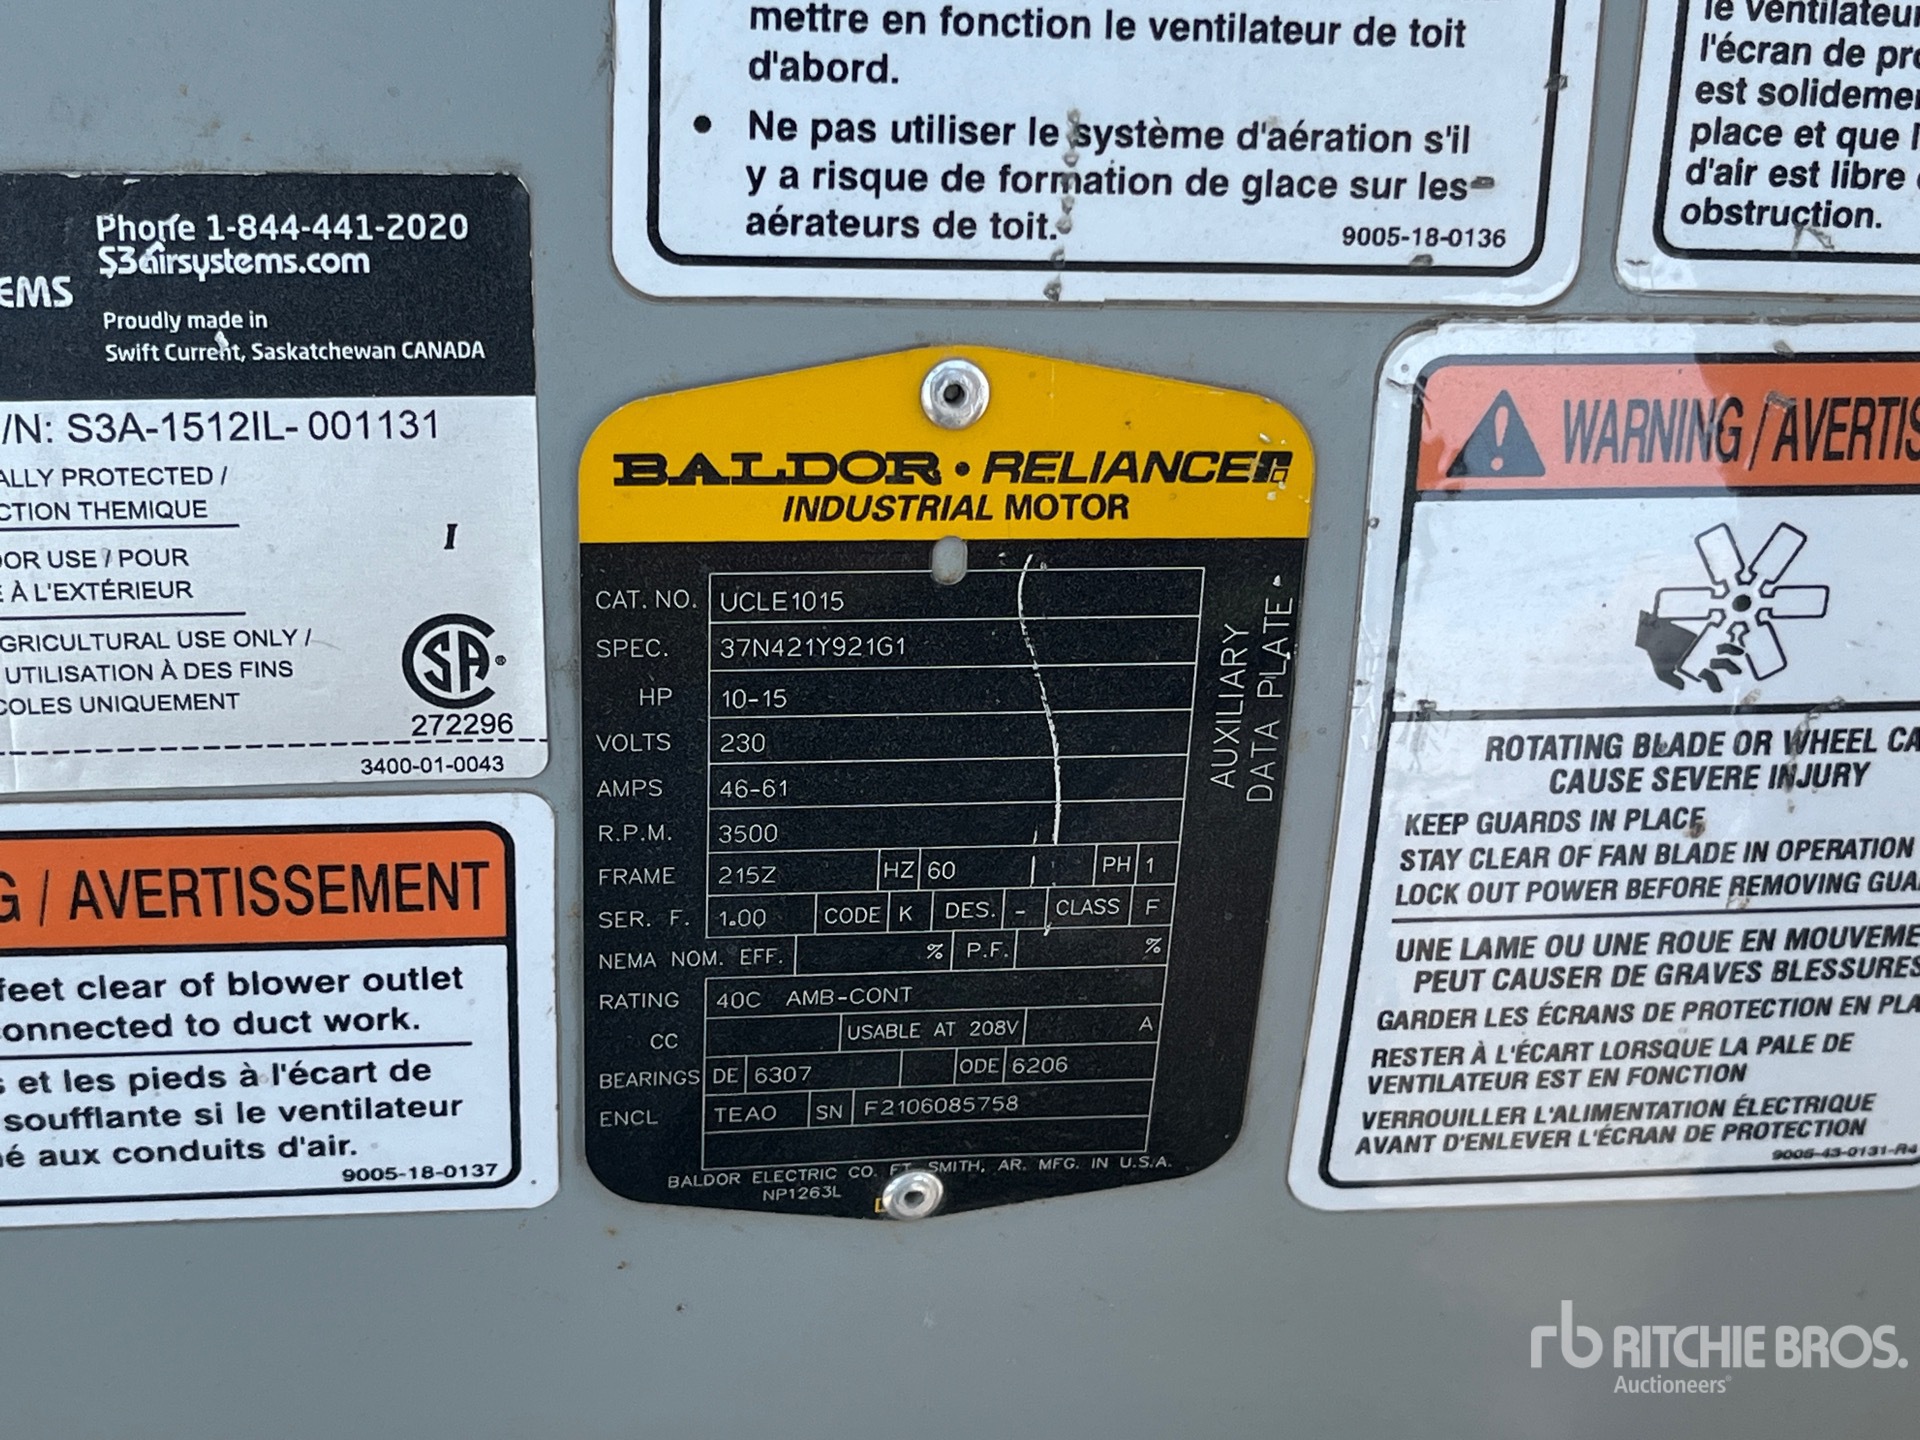 mettre en fonction le ventilateur de toit
d'abord.
• Ne pas utiliser le système d'aération s'il
y a risque de formation de glace sur les
aérateurs de toit.
9005-18-0136
le ventilateur
l'écran de
est
place et que
d'air est libre
obstruction.
Phone 1-844-441-2020
S3airsystems.com
EMS
Proudly made in
Swift Current, Saskatchewan CANADA
/N: S3A-1512IL- 001131
ALLY PROTECTED /
CTION THEMIQUE
OR USE / POUR
À L'EXTÉRIEUR
GRICULTURAL USE ONLY /
UTILISATION À DES FINS
COLES UNIQUEMENT
I
CSA®
272296
3400-01-0043
G / AVERTISSEMENT
feet clear of blower outlet
connected to duct work.
s et les pieds à l'écart de
soufflante si le ventilateur
né aux conduits d'air.
9005-18-0137
BALDOR • RELIANCER
INDUSTRIAL MOTOR
CAT. NO. UCLE1015
SPEC. 37N421Y921G1
HP 10-15
VOLTS 230
AMPS 46-61
R.P.M. 3500
FRAME 215Z HZ 60 PH 1
SER. F. 1.00 CODE K DES. - CLASS F
NEMA NOM. EFF. % P.F. %
RATING 40C AMB-CONT
CC USABLE AT 208V A
BEARINGS DE 6307 ODE 6206
ENCL TEAO SN F2106085758
BALDOR ELECTRIC CO. FT. SMITH, AR. MFG. IN U.S.A.
NP1263L
AUXILIARY
DATA PLATE
WARNING / AVERTIS
ROTATING BLADE OR WHEEL CA
CAUSE SEVERE INJURY
KEEP GUARDS IN PLACE
STAY CLEAR OF FAN BLADE IN OPERATION
LOCK OUT POWER BEFORE REMOVING GUA
UNE LAME OU UNE ROUE EN MOUVEME
PEUT CAUSER DE GRAVES BLESSURES
GARDER LES ÉCRANS DE PROTECTION EN PLA
RESTER À L'ÉCART LORSQUE LA PALE DE
VENTILATEUR EST EN FONCTION
VERROUILLER L'ALIMENTATION ÉLECTRIQUE
AVANT D'ENLEVER L'ÉCRAN DE PROTECTION
9005-43-0131-R4
rb RITCHIE BROS.
Auctioneers